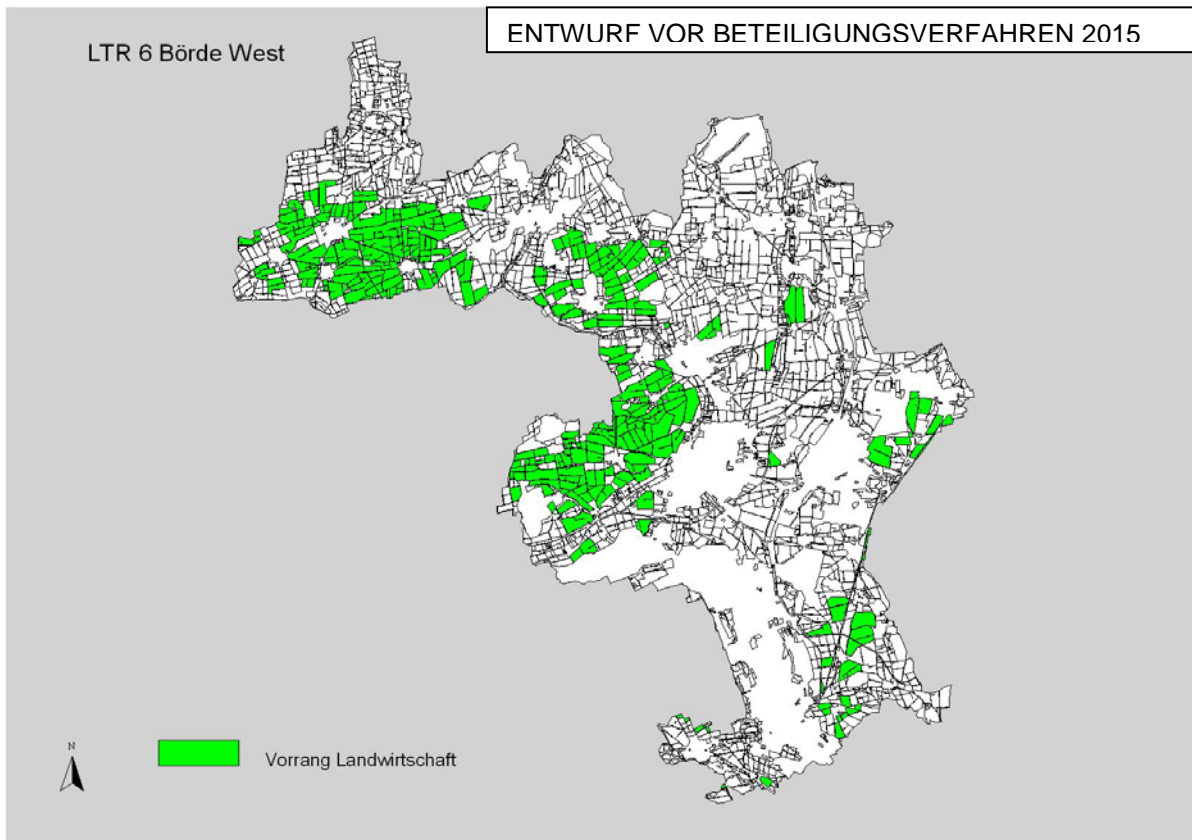 ENTWURF VOR BETEILIGUNGSVERFAHREN 2015
LTR 6 Börde West
N
Vorrang Landwirtschaft